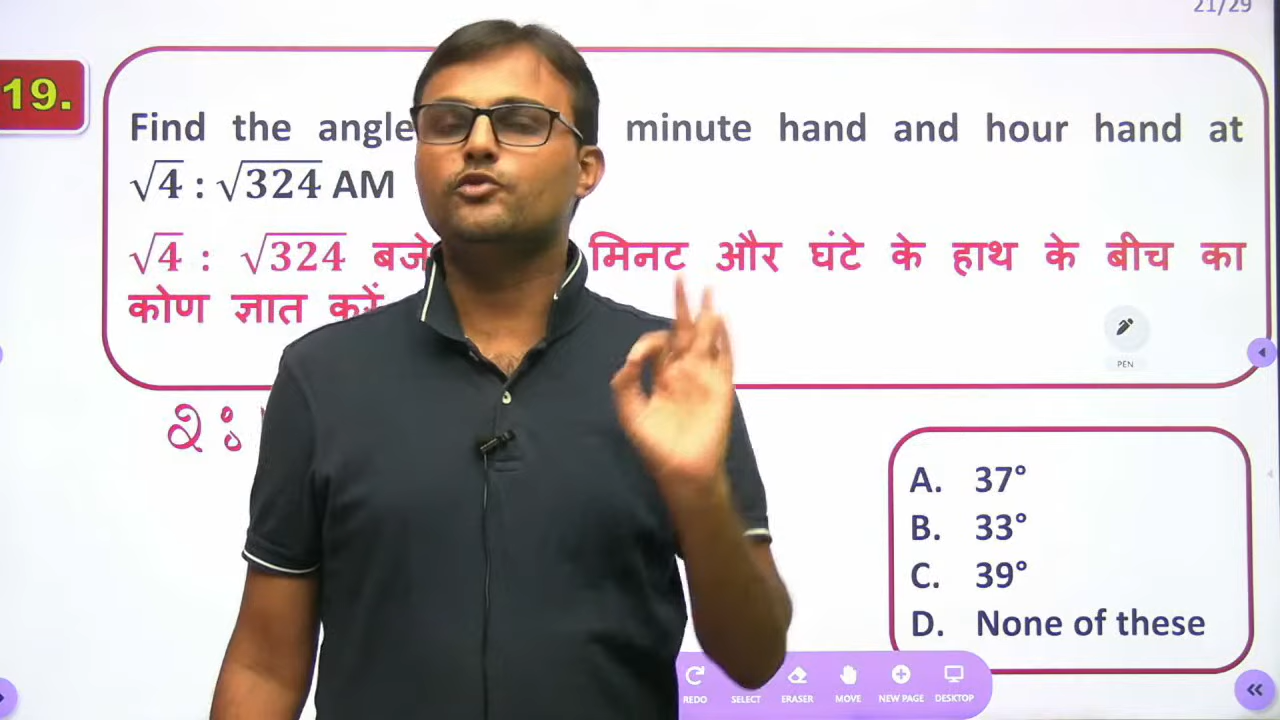 21/29
19.
Find the angle minute hand and hour hand at
√4 : √324 AM
√4 : √324 बजे मिनट और घंटे के हाथ के बीच का
कोण ज्ञात करें
PEN
2:
A. 37°
B. 33°
C. 39°
D. None of these
REDO SELECT ERASER MOVE NEW PAGE DESKTOP